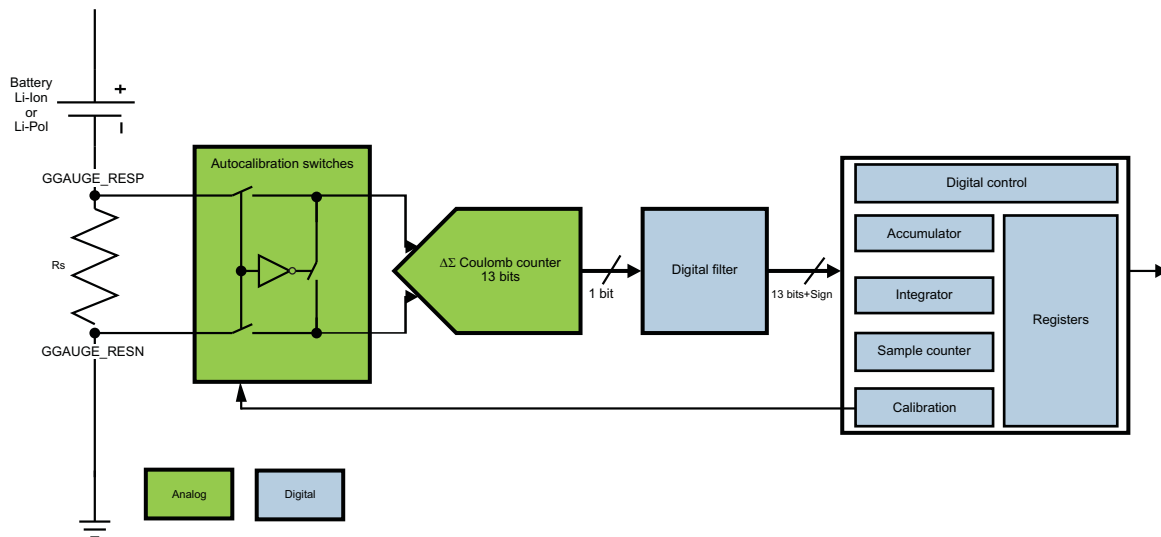 Battery
Li-Ion
or
Li-Pol
+
–
GGAUGE_RESP
Rs
GGAUGE_RESN
Autocalibration switches
ΔΣ Coulomb counter
13 bits
1 bit
Digital filter
13 bits+Sign
Digital control
Accumulator
Integrator
Sample counter
Calibration
Registers
Analog
Digital